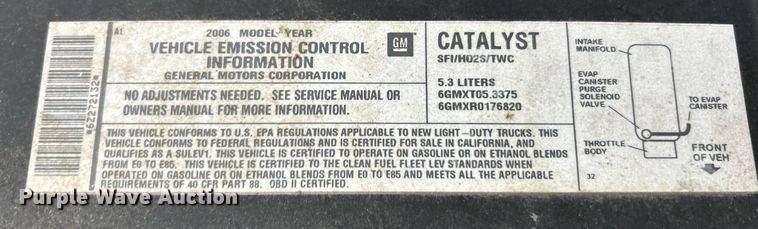 A1
2006 MODEL YEAR
VEHICLE EMISSION CONTROL
INFORMATION
GENERAL MOTORS CORPORATION
GM
CATALYST
SFI/HO2S/TWC
5.3 LITERS
6GMXT05.3375
6GMXR0176820
NO ADJUSTMENTS NEEDED. SEE SERVICE MANUAL OR
OWNERS MANUAL FOR MORE INFORMATION.
THIS VEHICLE CONFORMS TO U.S. EPA REGULATIONS APPLICABLE TO NEW LIGHT-DUTY TRUCKS. THIS
VEHICLE CONFORMS TO FEDERAL REGULATIONS AND IS CERTIFIED FOR SALE IN CALIFORNIA, AND
QUALIFIES AS A SULEV1. THIS VEHICLE IS CERTIFIED TO OPERATE ON GASOLINE OR ON ETHANOL BLENDS
FROM E0 TO E85. THIS VEHICLE IS CERTIFIED TO THE CLEAN FUEL FLEET LEV STANDARDS WHEN
OPERATED ON GASOLINE OR ON ETHANOL BLENDS FROM E0 TO E85 AND MEETS ALL THE APPLICABLE
REQUIREMENTS OF 40 CFR PART 88. OBD II CERTIFIED.
INTAKE
MANIFOLD
EVAP
CANISTER
PURGE
SOLENOID
VALVE
TO EVAP
CANISTER
THROTTLE
BODY
FRONT
OF VEH
32
*62272132*
Purple Wave Auction